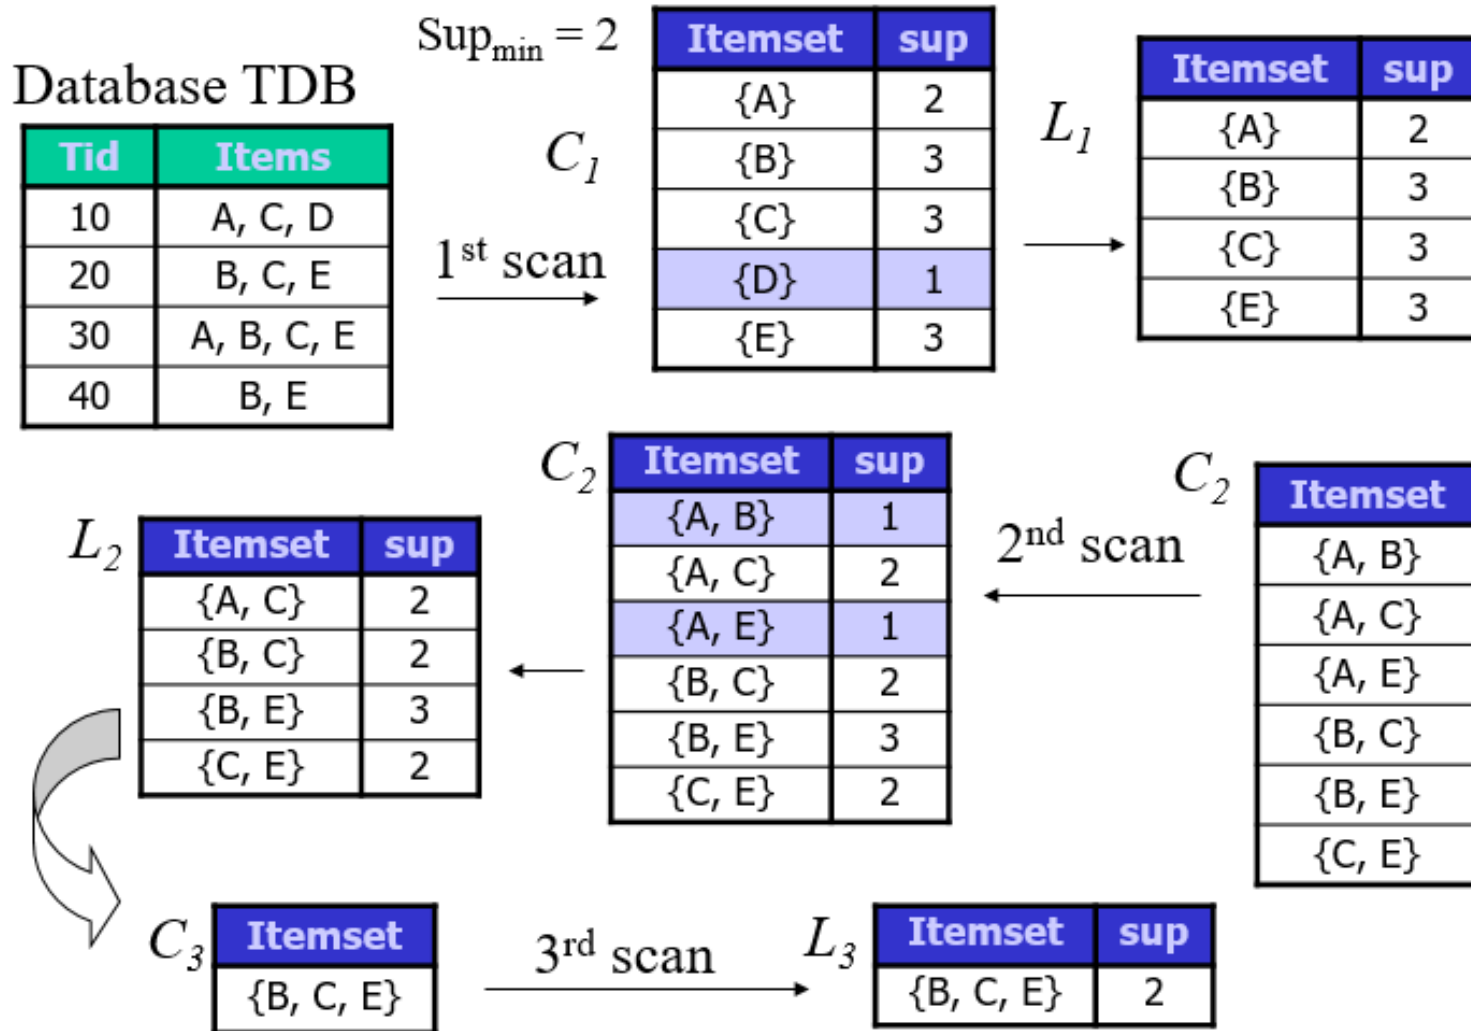 Sup_min = 2
Database TDB
Tid Items
10 A, C, D
20 B, C, E
30 A, B, C, E
40 B, E
1st scan
C1
Itemset sup
{A} 2
{B} 3
{C} 3
{D} 1
{E} 3
L1
Itemset sup
{A} 2
{B} 3
{C} 3
{E} 3
C2
Itemset
{A, B}
{A, C}
{A, E}
{B, C}
{B, E}
{C, E}
2nd scan
C2
Itemset sup
{A, B} 1
{A, C} 2
{A, E} 1
{B, C} 2
{B, E} 3
{C, E} 2
L2
Itemset sup
{A, C} 2
{B, C} 2
{B, E} 3
{C, E} 2
C3
Itemset
{B, C, E}
3rd scan
L3
Itemset sup
{B, C, E} 2